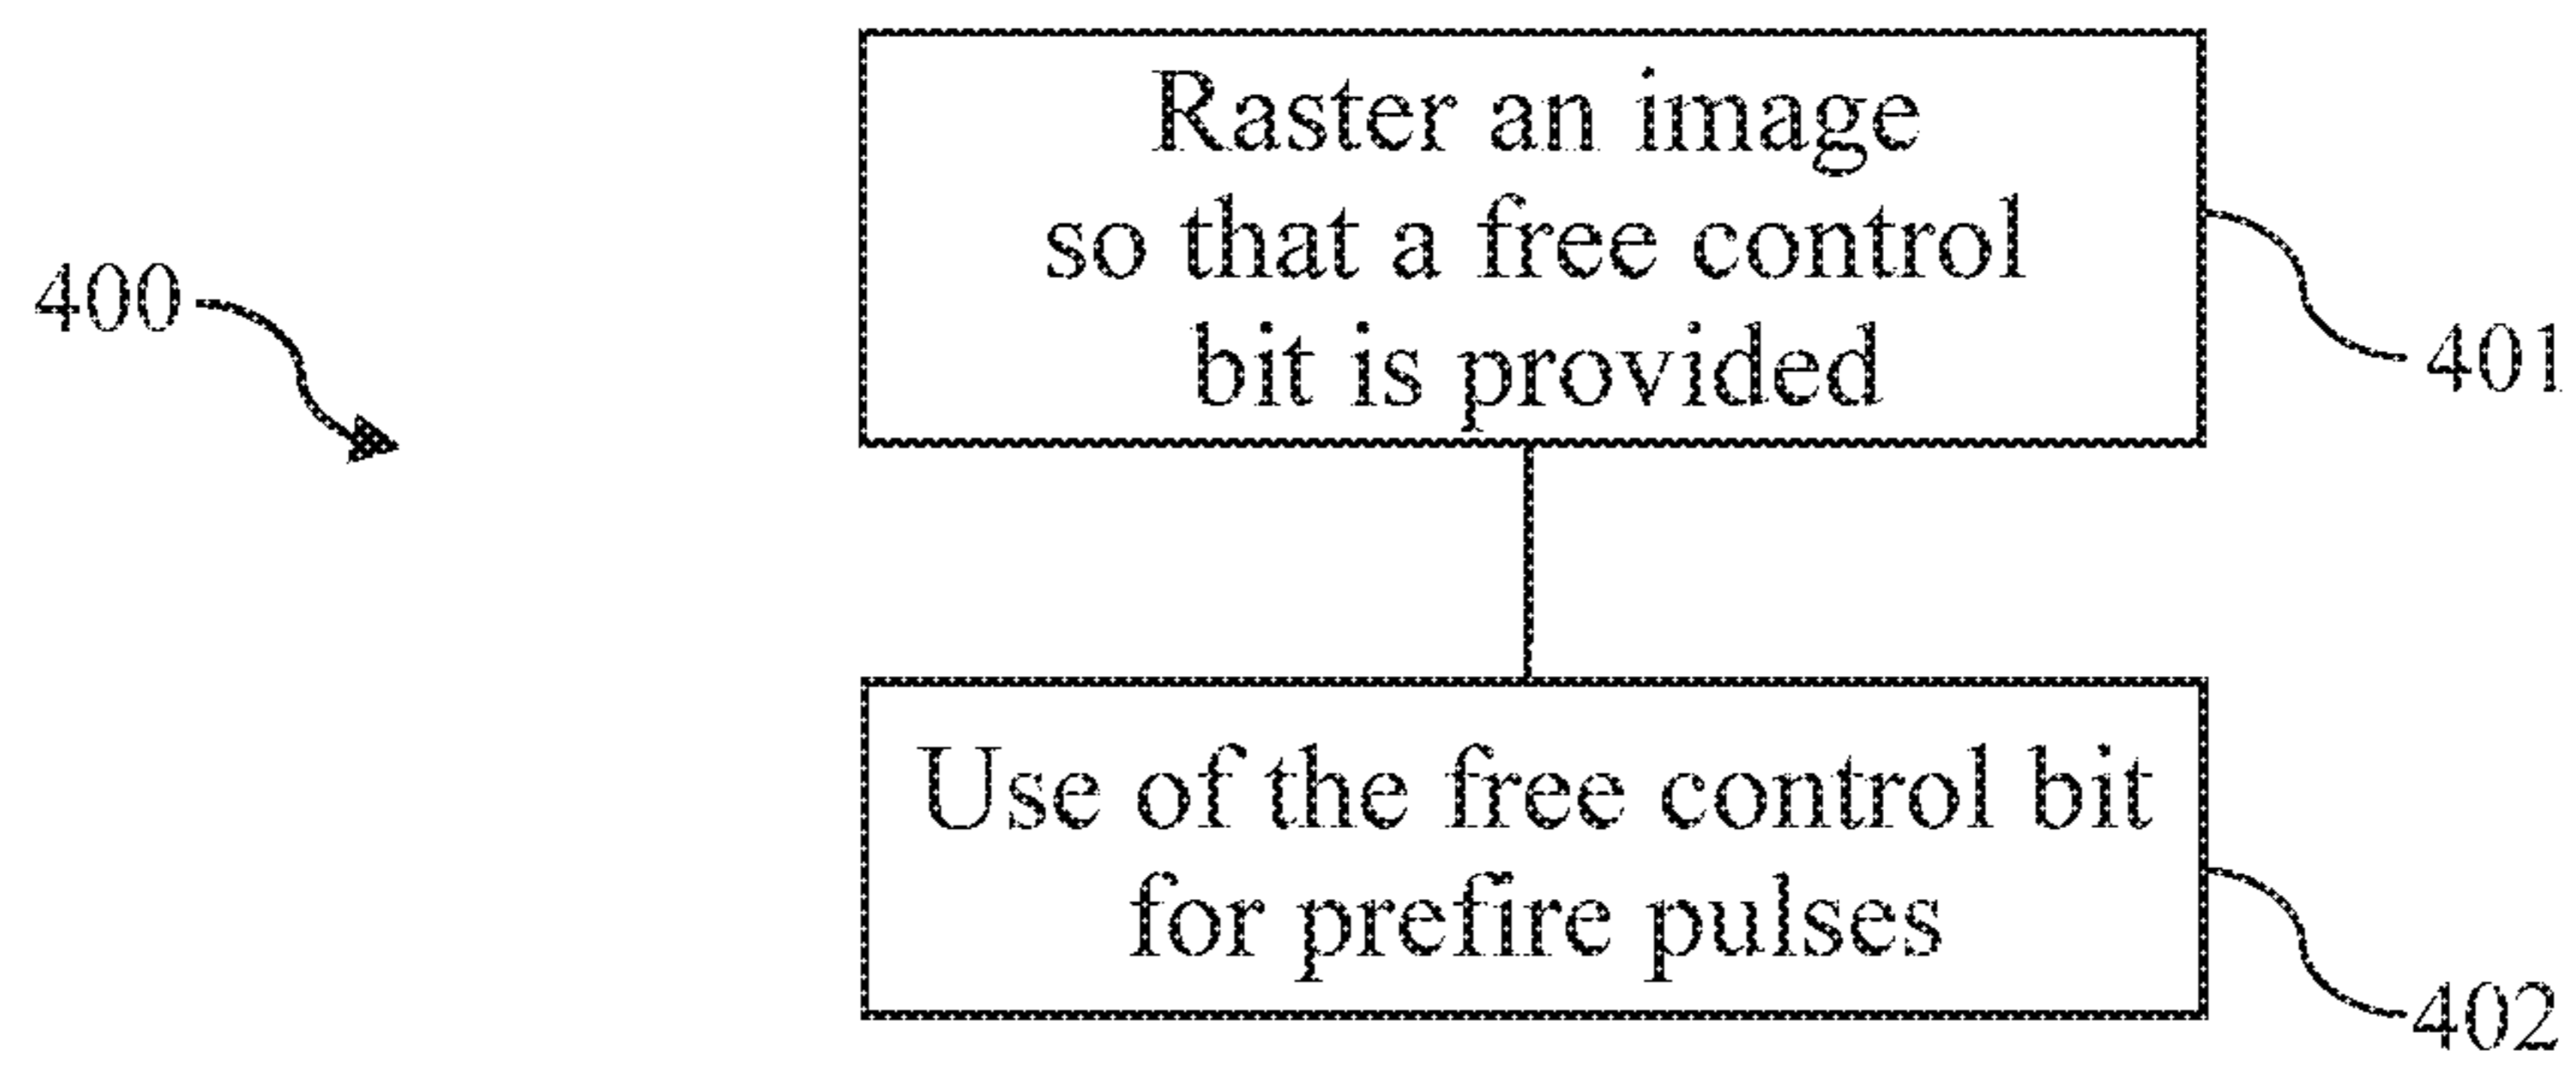 Raster an image
so that a free control
bit is provided
400
401
Use of the free control bit
for prefire pulses
402